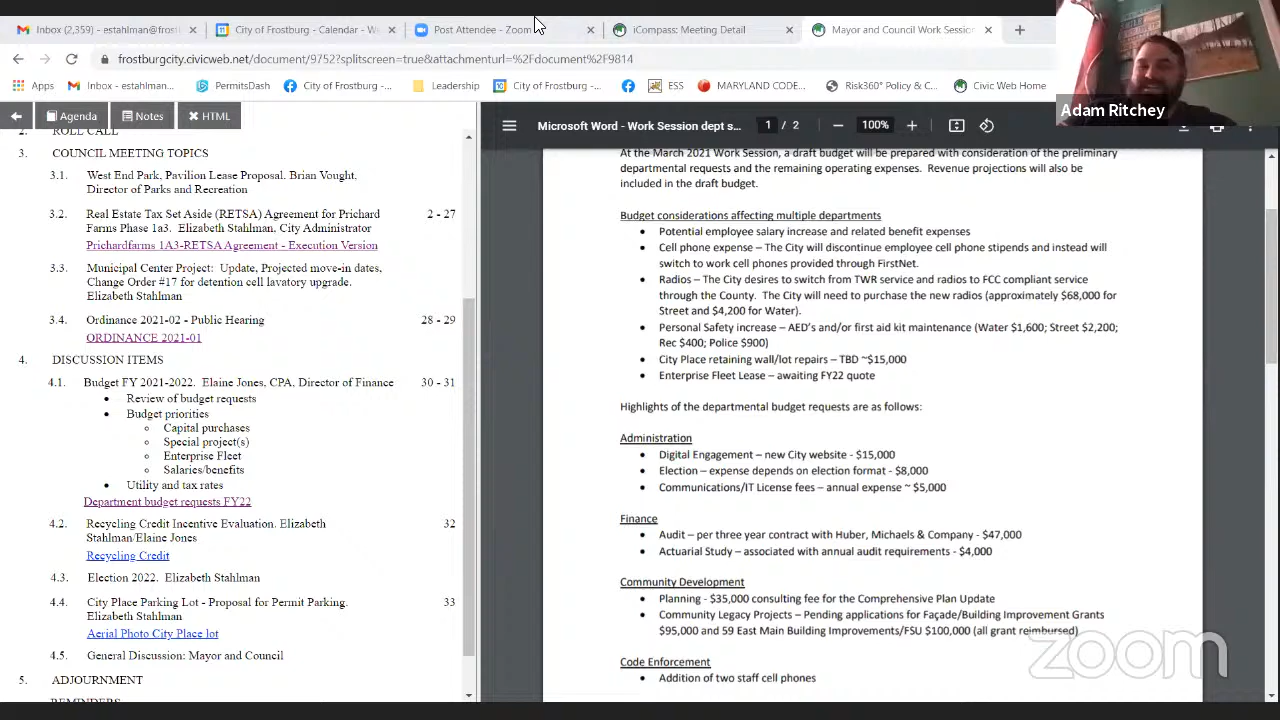 Inbox (2,359) - estahlman@frost
City of Frostburg - Calendar - W
Post Attendee - Zoom
iCompass: Meeting Detail
Mayor and Council Work Session
frostburgcity.civicweb.net/document/9752?splitscreen=true&attachmenturl=%2Fdocument%2F9814
Apps
Inbox - estahlman...
PermitsDash
City of Frostburg -...
Leadership
City of Frostburg -...
ESS
MARYLAND CODE...
Risk360° Policy & C...
Civic Web Home
Adam Ritchey
Agenda
Notes
HTML
Microsoft Word - Work Session dept s...
1 / 2
100%
2. ROLL CALL
3. COUNCIL MEETING TOPICS
3.1. West End Park, Pavilion Lease Proposal. Brian Vought,
Director of Parks and Recreation
3.2. Real Estate Tax Set Aside (RETSA) Agreement for Prichard 2 - 27
Farms Phase 1a3. Elizabeth Stahlman, City Administrator
Prichardfarms 1A3-RETSA Agreement - Execution Version
3.3. Municipal Center Project: Update, Projected move-in dates,
Change Order #17 for detention cell lavatory upgrade.
Elizabeth Stahlman
3.4. Ordinance 2021-02 - Public Hearing 28 - 29
ORDINANCE 2021-01
4. DISCUSSION ITEMS
4.1. Budget FY 2021-2022. Elaine Jones, CPA, Director of Finance 30 - 31
• Review of budget requests
• Budget priorities
◦ Capital purchases
◦ Special project(s)
◦ Enterprise Fleet
◦ Salaries/benefits
• Utility and tax rates
Department budget requests FY22
4.2. Recycling Credit Incentive Evaluation. Elizabeth 32
Stahlman/Elaine Jones
Recycling Credit
4.3. Election 2022. Elizabeth Stahlman
4.4. City Place Parking Lot - Proposal for Permit Parking. 33
Elizabeth Stahlman
Aerial Photo City Place lot
4.5. General Discussion: Mayor and Council
5. ADJOURNMENT
REMINDERS
At the March 2021 Work Session, a draft budget will be prepared with consideration of the preliminary
departmental requests and the remaining operating expenses. Revenue projections will also be
included in the draft budget.
Budget considerations affecting multiple departments
• Potential employee salary increase and related benefit expenses
• Cell phone expense – The City will discontinue employee cell phone stipends and instead will
switch to work cell phones provided through FirstNet.
• Radios – The City desires to switch from TWR service and radios to FCC compliant service
through the County. The City will need to purchase the new radios (approximately $68,000 for
Street and $4,200 for Water).
• Personal Safety increase – AED's and/or first aid kit maintenance (Water $1,600; Street $2,200;
Rec $400; Police $900)
• City Place retaining wall/lot repairs – TBD ~$15,000
• Enterprise Fleet Lease – awaiting FY22 quote
Highlights of the departmental budget requests are as follows:
Administration
• Digital Engagement – new City website - $15,000
• Election – expense depends on election format - $8,000
• Communications/IT License fees – annual expense ~ $5,000
Finance
• Audit – per three year contract with Huber, Michaels & Company - $47,000
• Actuarial Study – associated with annual audit requirements - $4,000
Community Development
• Planning - $35,000 consulting fee for the Comprehensive Plan Update
• Community Legacy Projects – Pending applications for Façade/Building Improvement Grants
$95,000 and 59 East Main Building Improvements/FSU $100,000 (all grant reimbursed)
Code Enforcement
• Addition of two staff cell phones
zoom